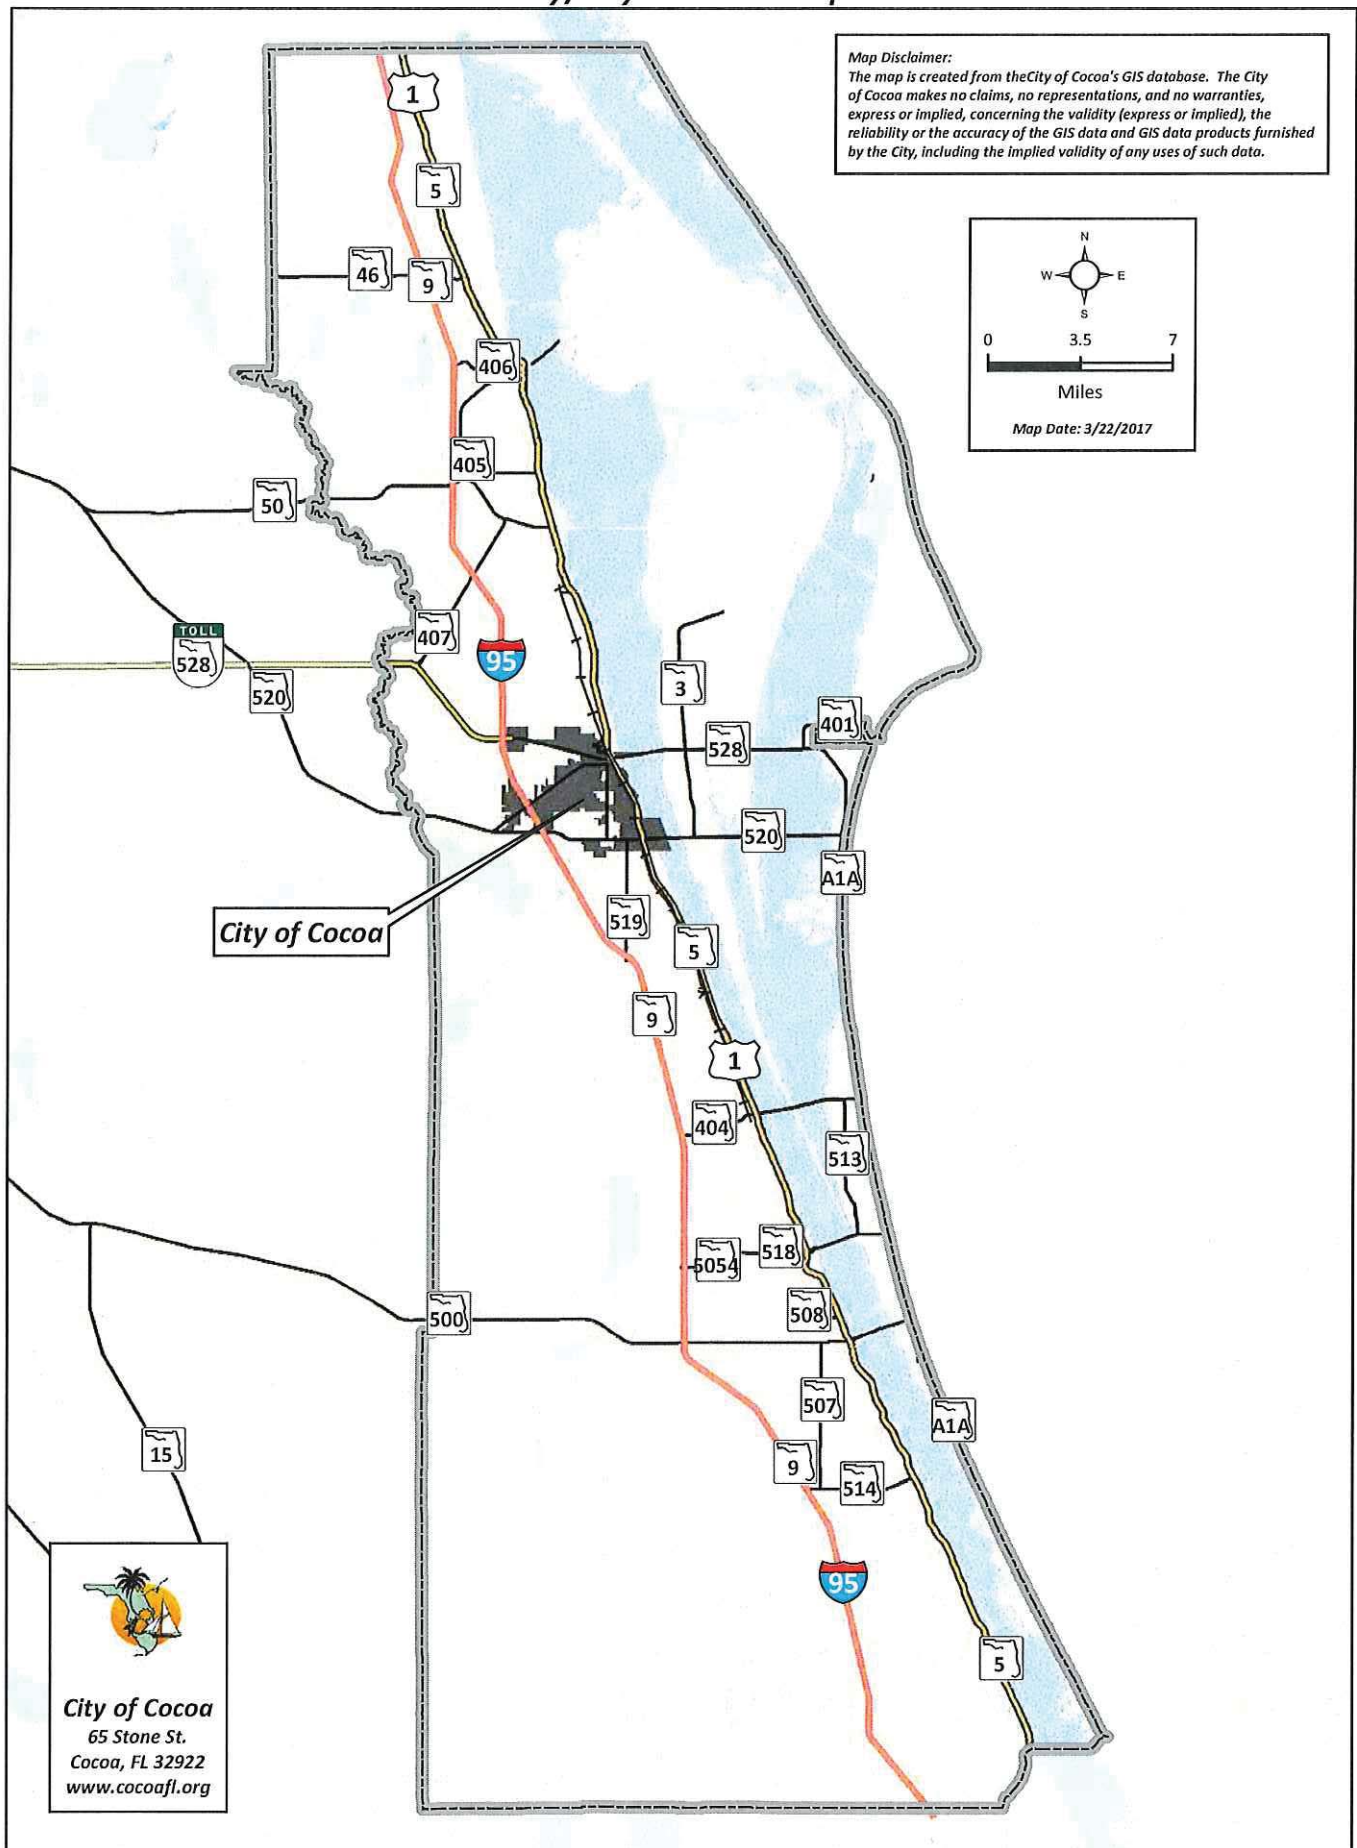 Map Disclaimer:
The map is created from theCity of Cocoa's GIS database. The City
of Cocoa makes no claims, no representations, and no warranties,
express or implied, concerning the validity (express or implied), the
reliability or the accuracy of the GIS data and GIS data products furnished
by the City, including the implied validity of any uses of such data.
1
5
N
W
E
S
0
3.5
7
Miles
Map Date: 3/22/2017
46
9
406
405
50
407
TOLL
528
95
520
3
401
528
520
A1A
City of Cocoa
519
5
9
1
404
513
518
5054
508
500
507
A1A
15
9
514
95
5
City of Cocoa
65 Stone St.
Cocoa, FL 32922
www.cocoafl.org